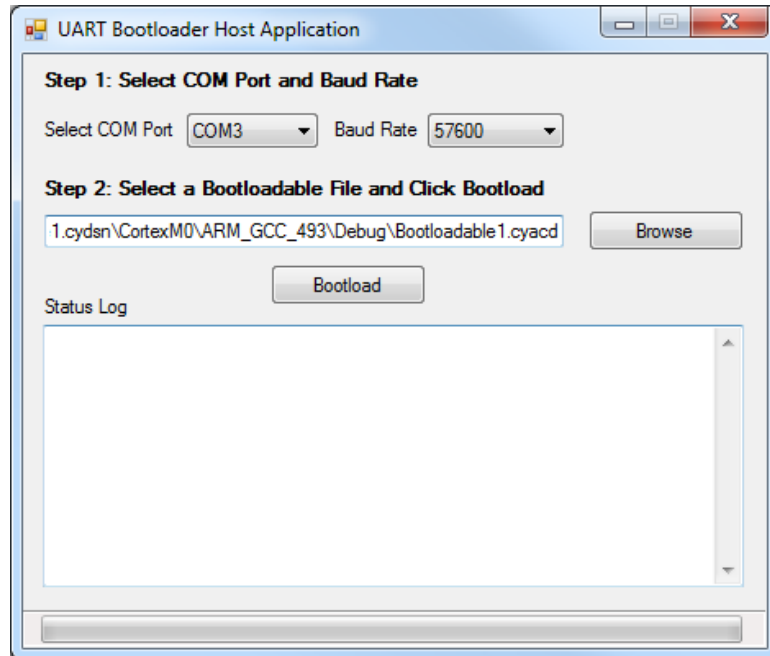 UART Bootloader Host Application
Step 1: Select COM Port and Baud Rate
Select COM Port COM3 Baud Rate 57600
Step 2: Select a Bootloadable File and Click Bootload
1.cydsn\CortexM0\ARM_GCC_493\Debug\Bootloadable1.cyacd Browse
Bootload
Status Log